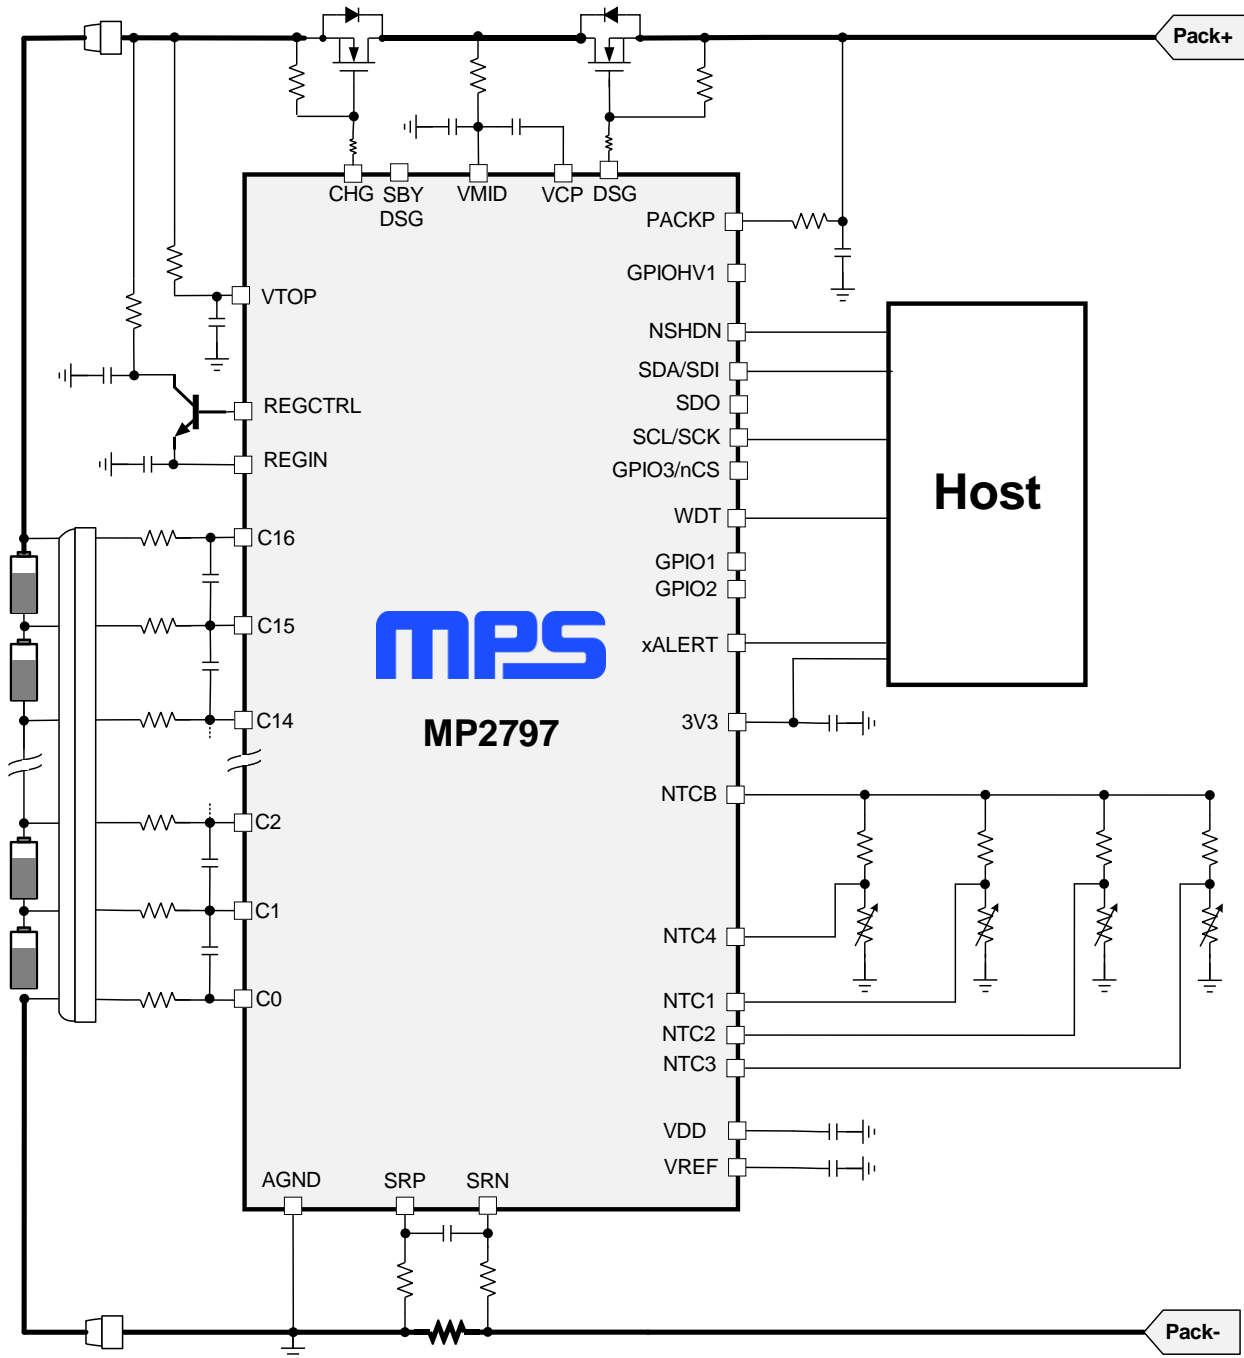 Pack+
CHG
SBY
DSG
VMID
VCP
DSG
PACKP
GPIOHV1
VTOP
NSHDN
SDA/SDI
SDO
REGCTRL
SCL/SCK
REGIN
GPIO3/nCS
Host
WDT
C16
GPIO1
GPIO2
C15
xALERT
mps
C14
3V3
MP2797
NTCB
C2
C1
NTC4
C0
NTC1
NTC2
NTC3
VDD
VREF
AGND
SRP
SRN
Pack-